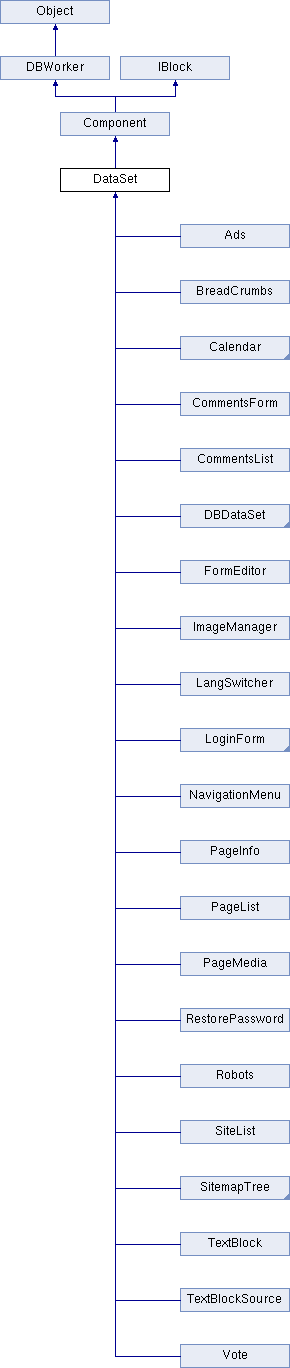 Object
DBWorker
IBlock
Component
DataSet
Ads
BreadCrumbs
Calendar
CommentsForm
CommentsList
DBDataSet
FormEditor
ImageManager
LangSwitcher
LoginForm
NavigationMenu
PageInfo
PageList
PageMedia
RestorePassword
Robots
SiteList
SitemapTree
TextBlock
TextBlockSource
Vote